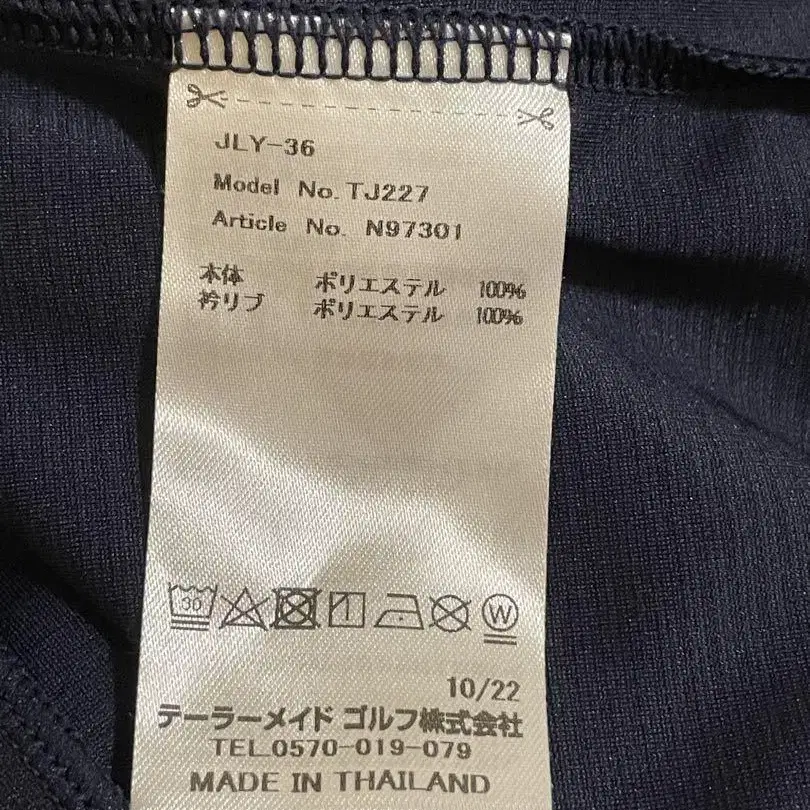 JLY-36
Model No. TJ227
Article No. N97301
本体 ポリエステル 100%
衿リブ ポリエステル 100%
30
W
10/22
テーラーメイド ゴルフ株式会社
TEL.0570-019-079
MADE IN THAILAND